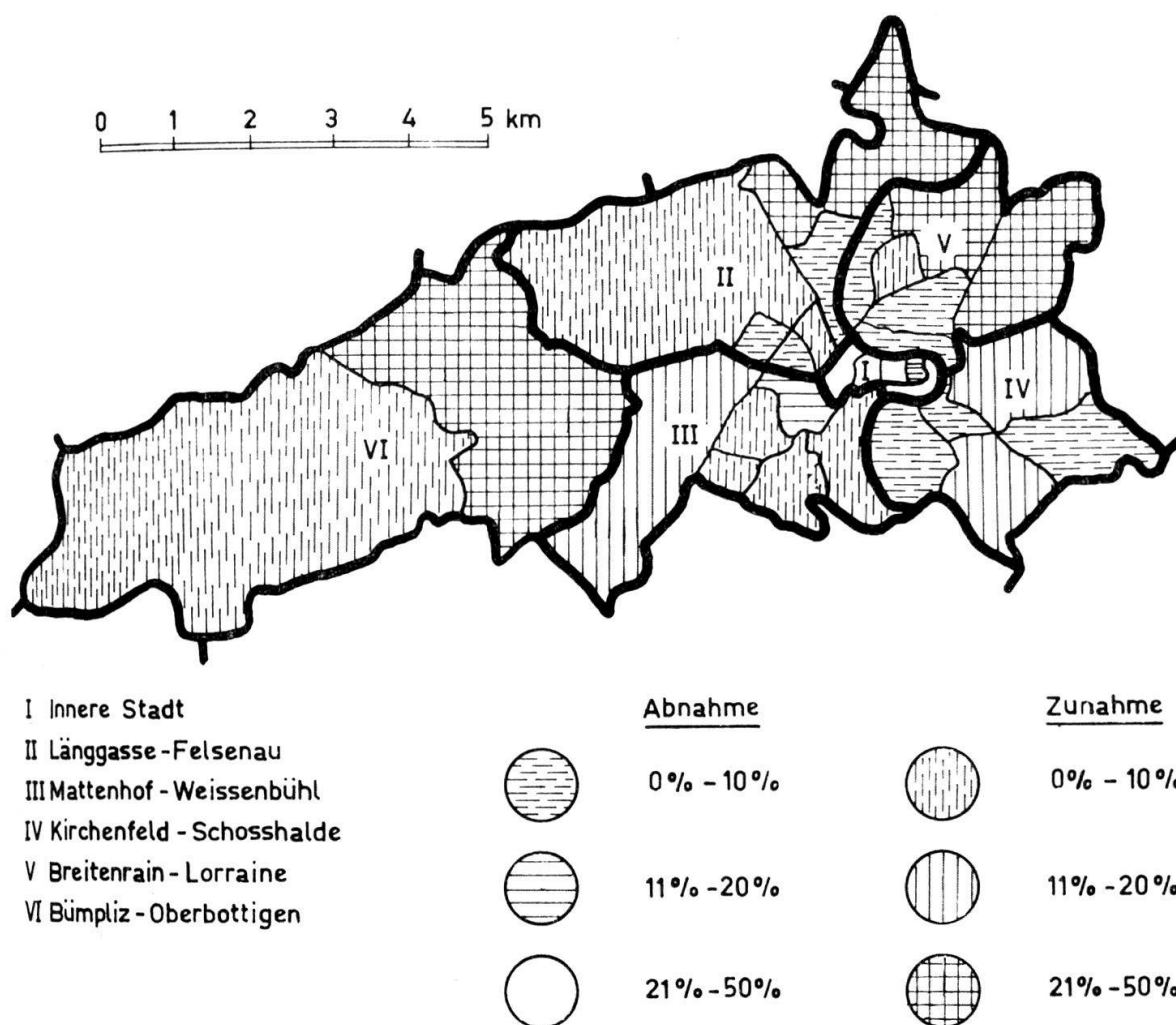 0 1 2 3 4 5 km
V
II
I
IV
III
VI
I Innere Stadt
II Länggasse-Felsenau
III Mattenhof-Weissenbühl
IV Kirchenfeld-Schosshalde
V Breitenrain-Lorraine
VI Bümpliz-Oberbottigen
Abnahme
0% - 10%
11% - 20%
21% - 50%
Zunahme
0% - 10%
11% - 20%
21% - 50%